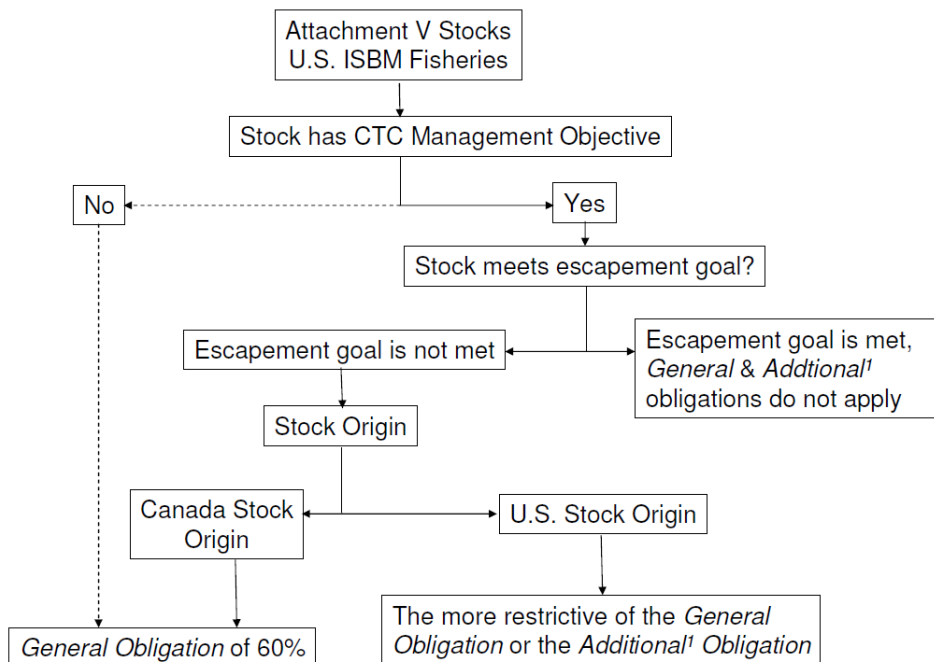 Attachment V Stocks
U.S. ISBM Fisheries
Stock has CTC Management Objective
No
Yes
Stock meets escapement goal?
Escapement goal is not met
Escapement goal is met,
General & Addtional¹
obligations do not apply
Stock Origin
Canada Stock
Origin
U.S. Stock Origin
General Obligation of 60%
The more restrictive of the General
Obligation or the Additional¹ Obligation